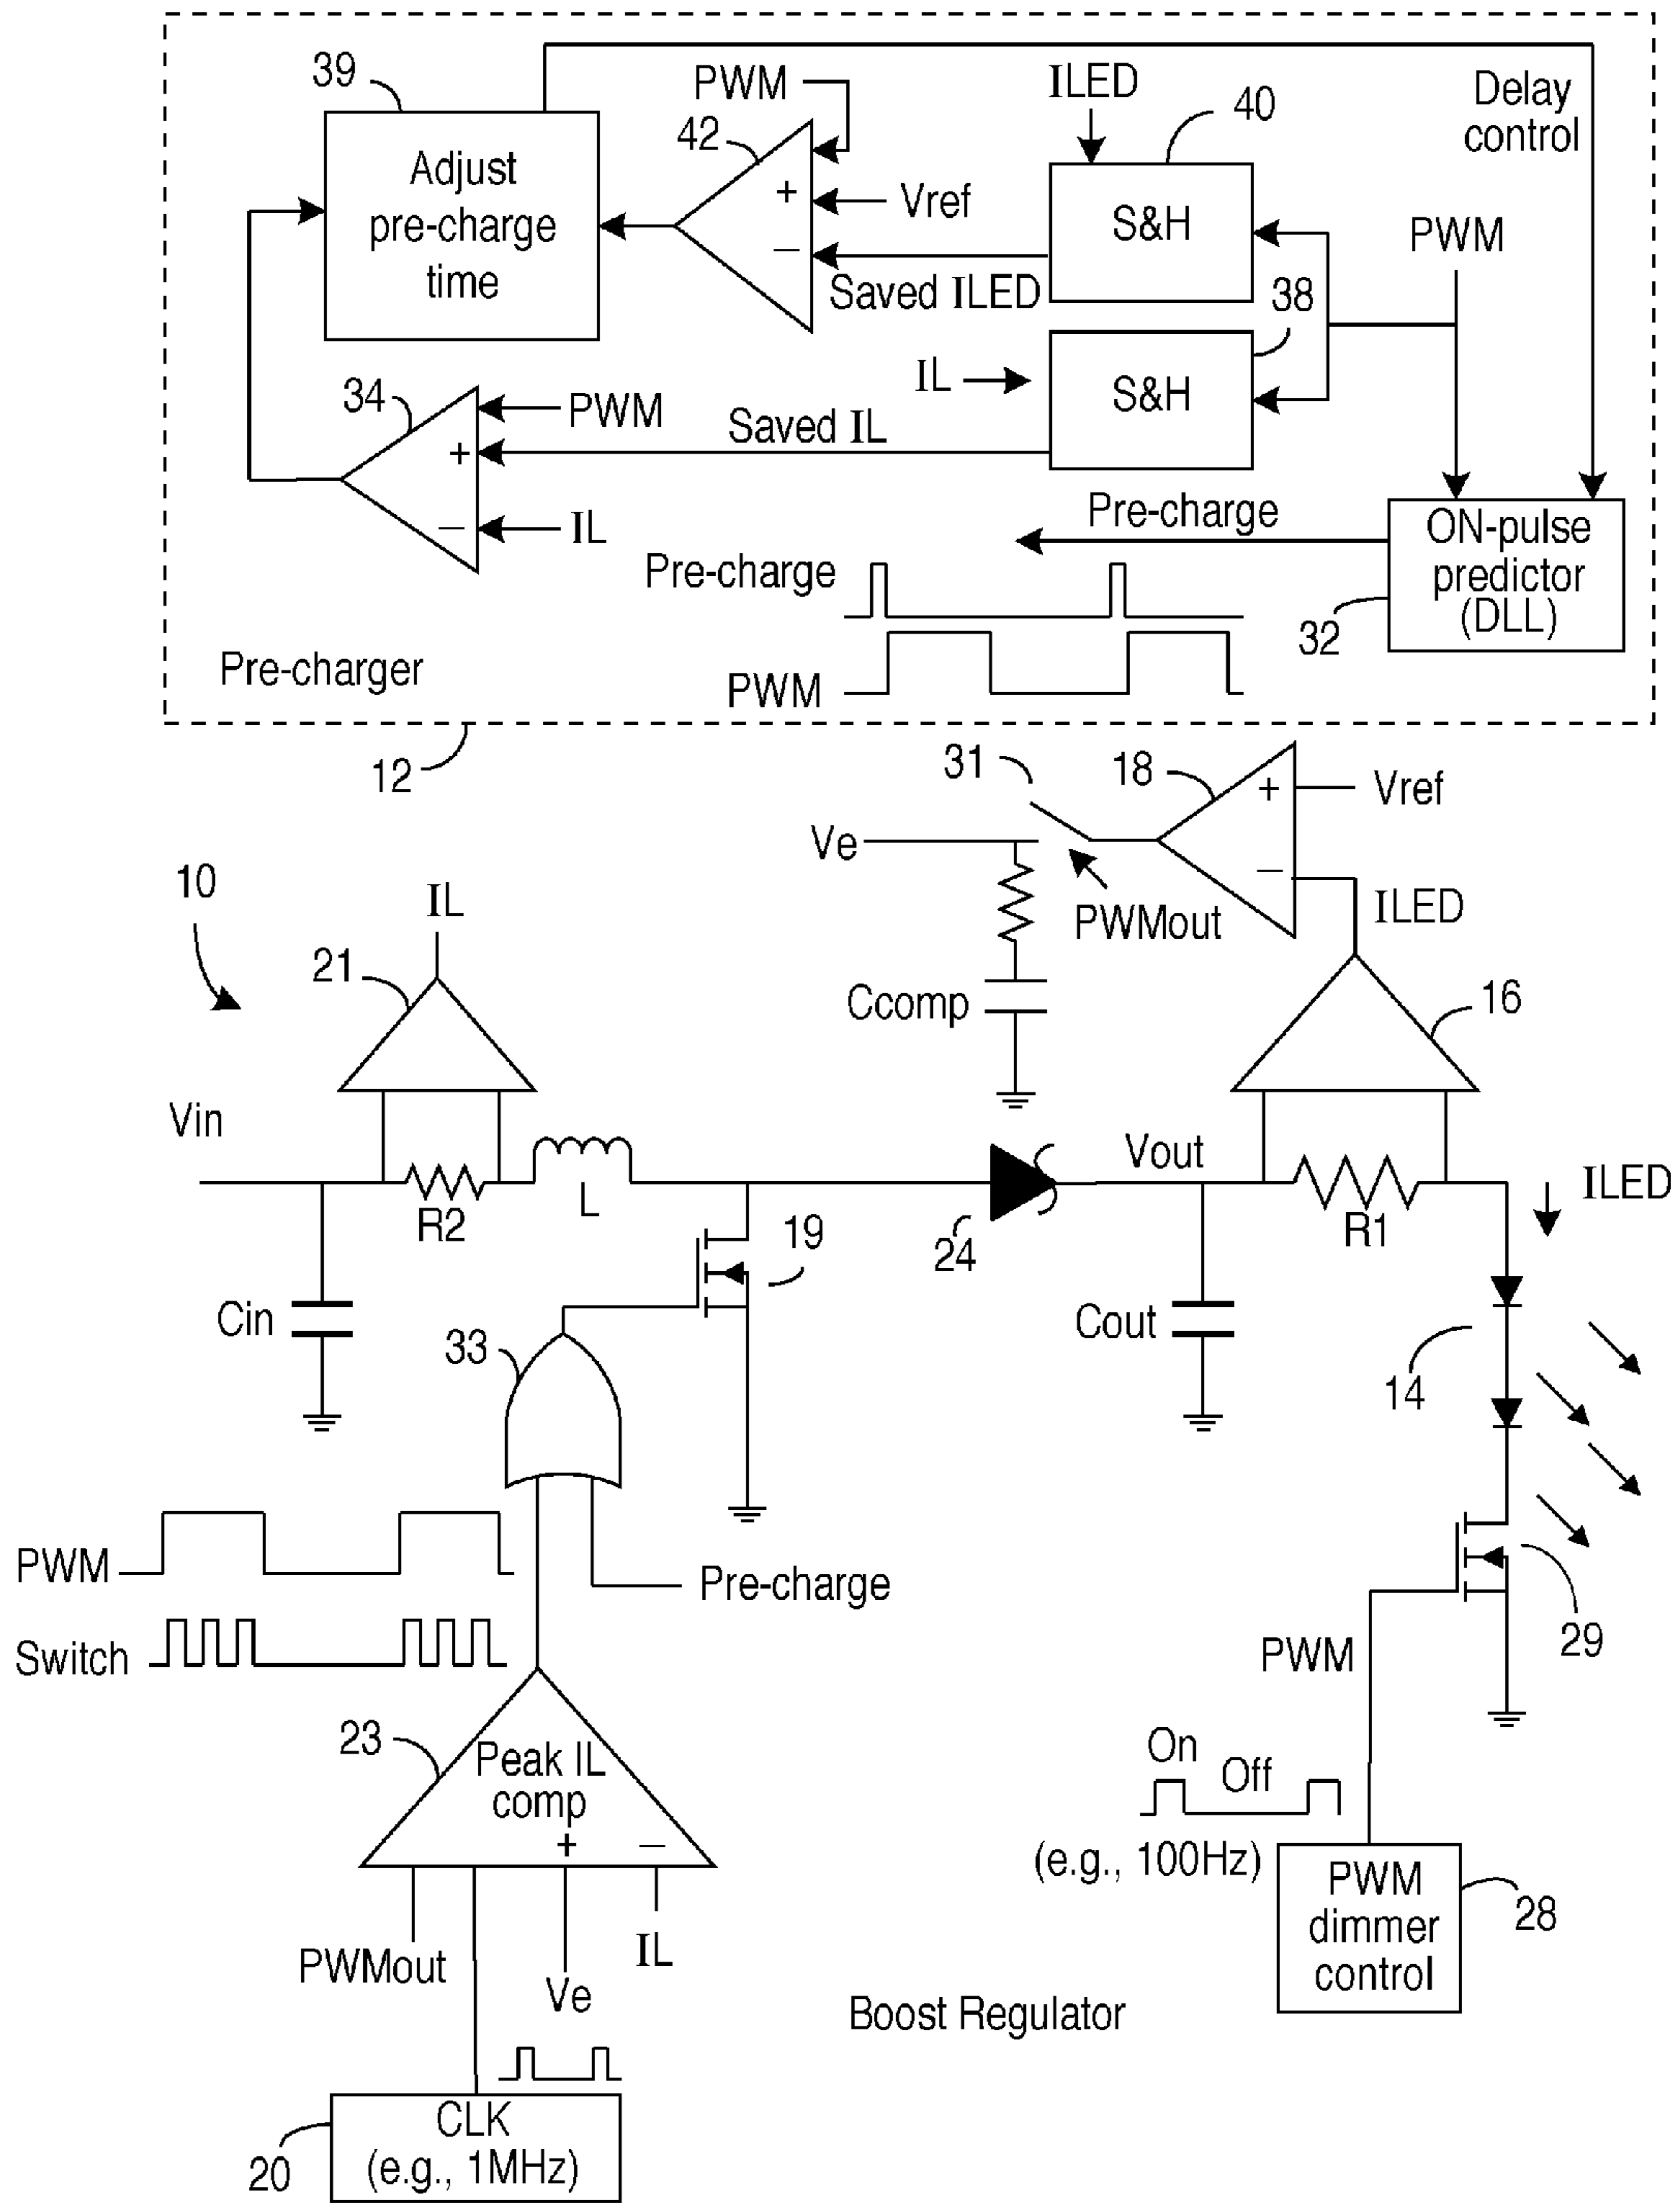 39
Adjust
pre-charge
time
PWM
42
+
−
Vref
Saved ILED
ILED
40
S&H
Delay
control
PWM
38
IL
S&H
34
PWM
+
Saved IL
−
IL
Pre-charge
ON-pulse
predictor
(DLL)
32
Pre-charge
PWM
Pre-charger
12
31
18
+
Vref
−
Ve
PWMout
ILED
Ccomp
16
10
IL
21
Vin
R2
L
Cin
19
24
Vout
R1
ILED
Cout
14
33
29
PWM
Switch
Pre-charge
PWM
23
Peak IL
comp
+
−
PWMout
Ve
IL
On
Off
(e.g., 100Hz)
PWM
dimmer
control
28
Boost Regulator
CLK
(e.g., 1MHz)
20